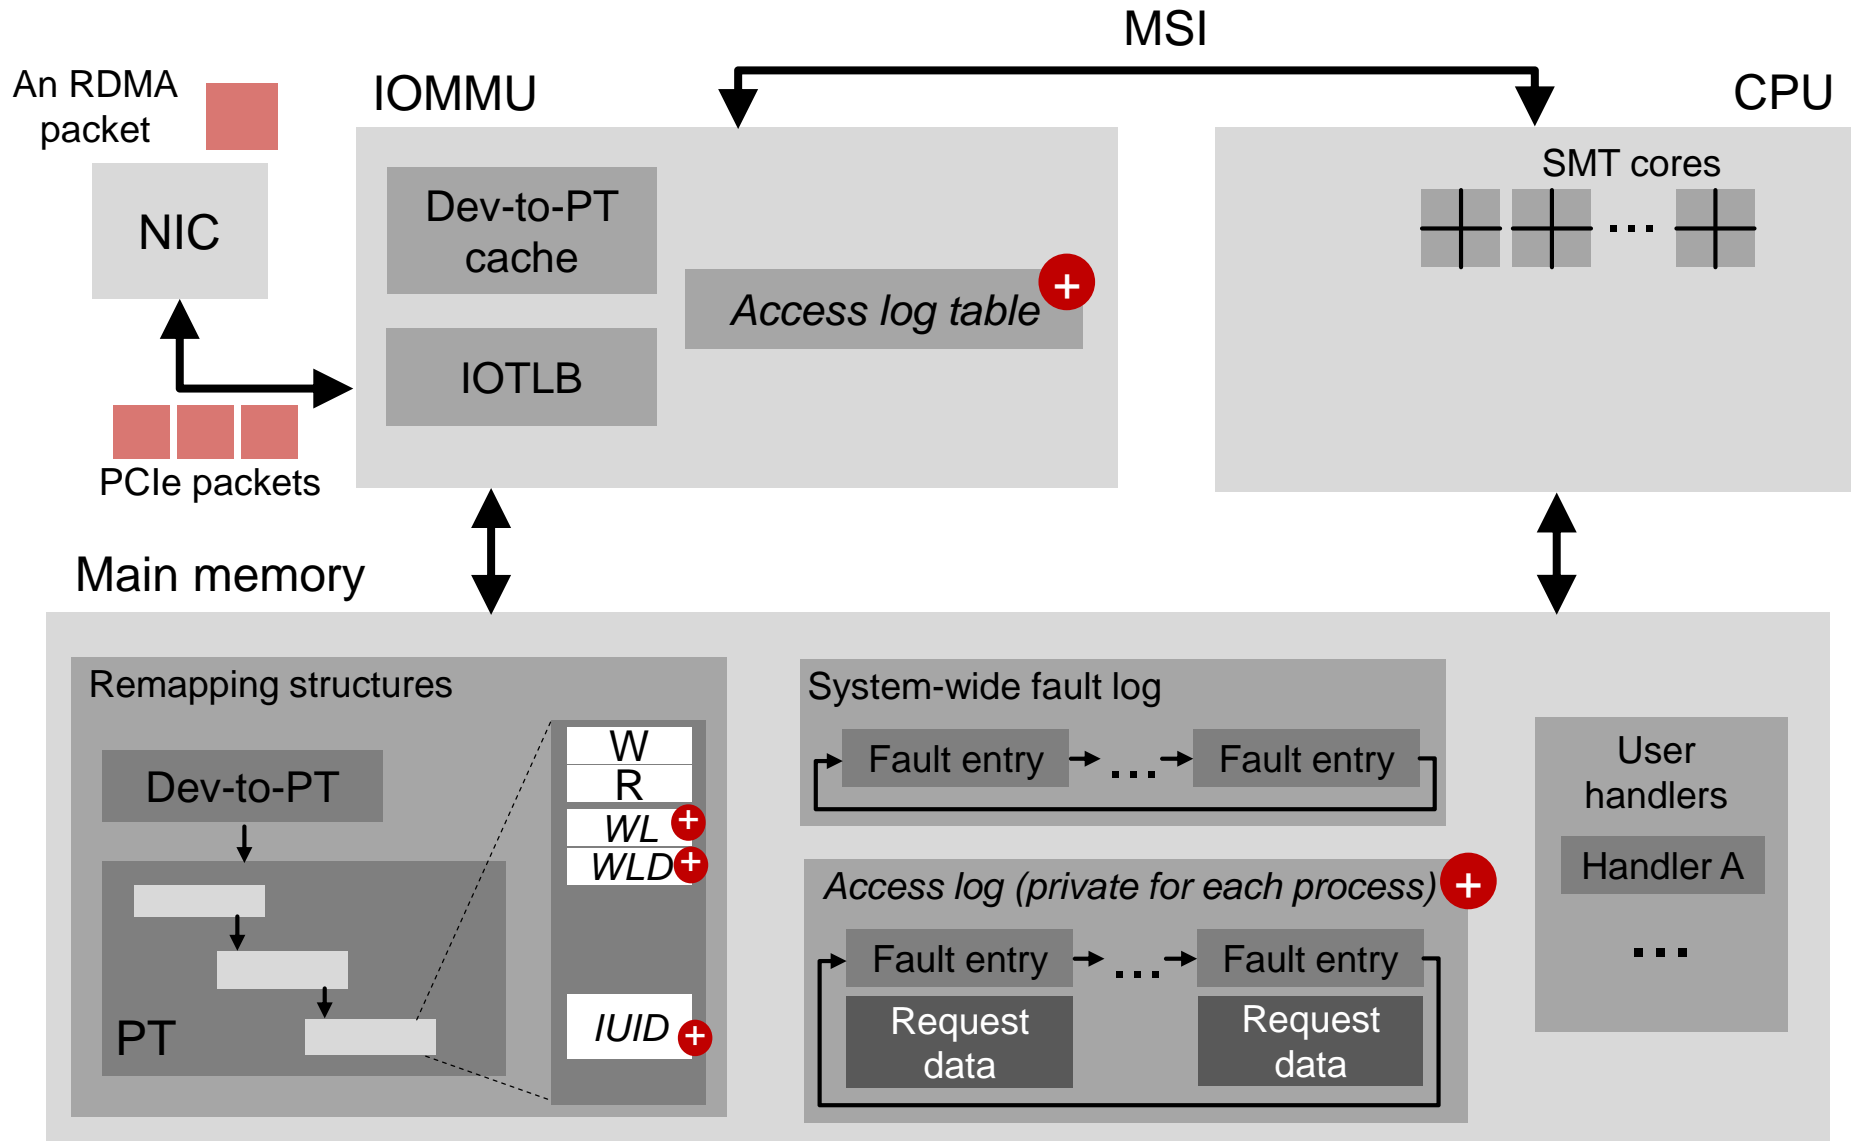 MSI
An RDMA
packet
IOMMU
CPU
NIC
Dev-to-PT
cache
Access log table
+
IOTLB
SMT cores
...
PCIe packets
Main memory
Remapping structures
Dev-to-PT
PT
W
R
WL
+
WLD
+
IUID
+
System-wide fault log
Fault entry
...
Fault entry
Access log (private for each process)
+
Fault entry
...
Fault entry
Request
data
Request
data
User
handlers
Handler A
...